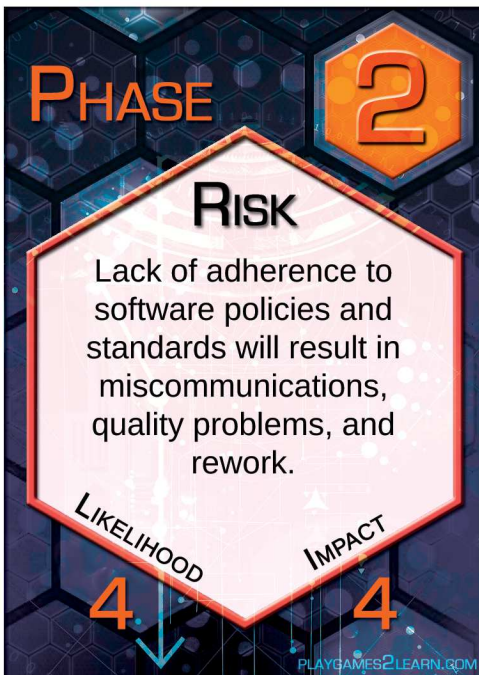 PHASE 2
RISK
Lack of adherence to
software policies and
standards will result in
miscommunications,
quality problems, and
rework.
LIKELIHOOD IMPACT
4 4
PLAYGAMES2LEARN.COM